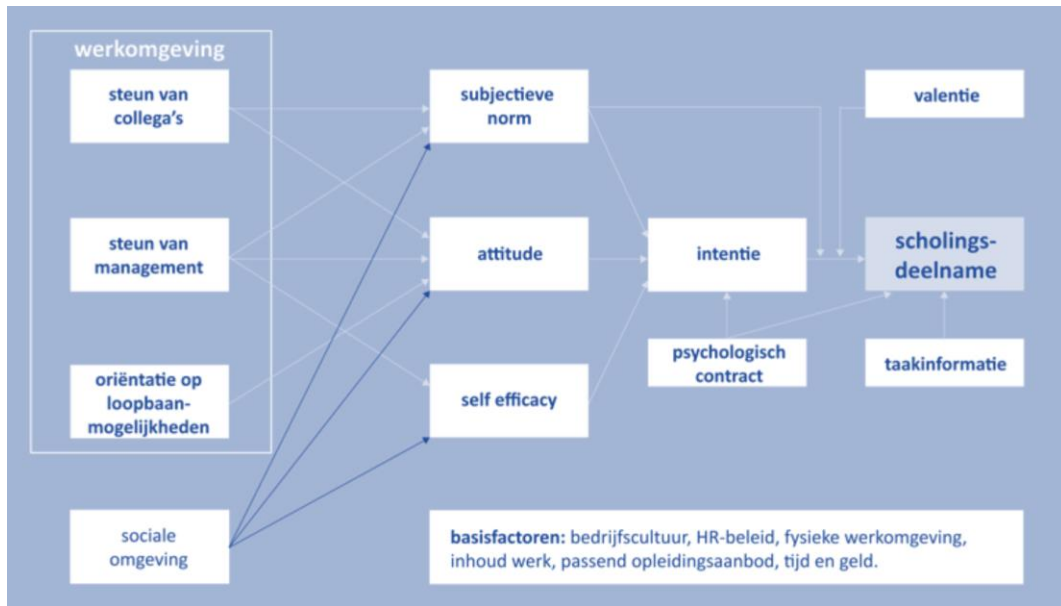 werkomgeving
steun van
collega's
subjectieve
norm
valentie
steun van
management
attitude
intentie
scholings-
deelname
psychologisch
contract
taakinformatie
oriëntatie op
loopbaan-
mogelijkheden
self efficacy
sociale
omgeving
basisfactoren: bedrijfscultuur, HR-beleid, fysieke werkomgeving,
inhoud werk, passend opleidingsaanbod, tijd en geld.